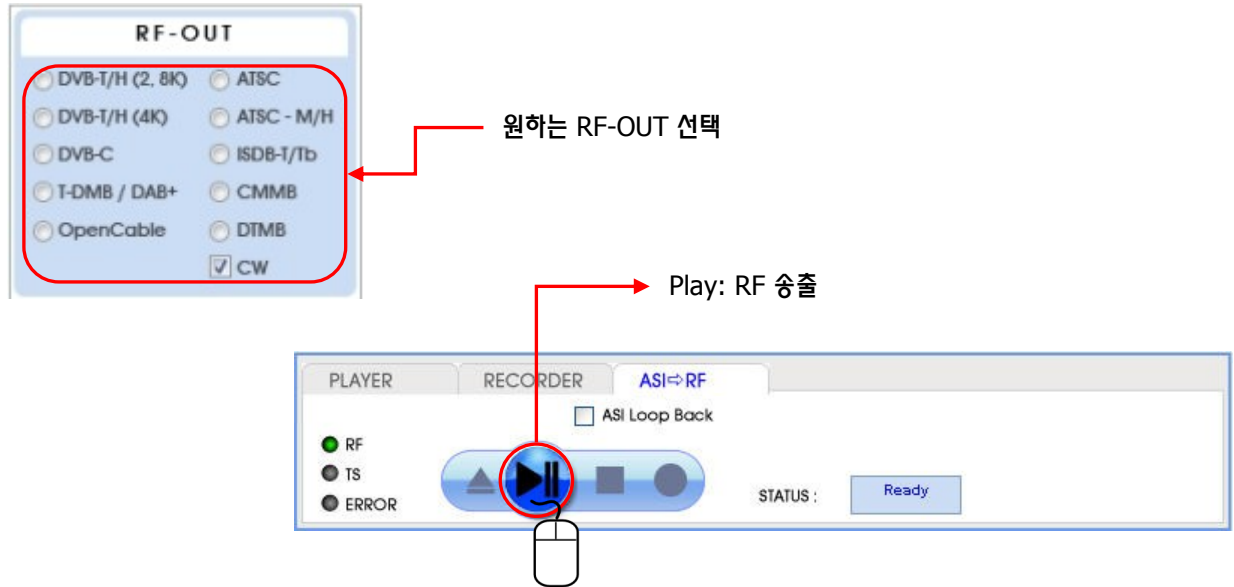 RF-OUT
DVB-T/H (2, 8K) ATSC
DVB-T/H (4K) ATSC - M/H
DVB-C ISDB-T/Tb
T-DMB / DAB+ CMMB
OpenCable DTMB
CW
원하는 RF-OUT 선택
Play: RF 송출
PLAYER RECORDER ASI⇨RF
ASI Loop Back
RF
TS
ERROR
STATUS : Ready